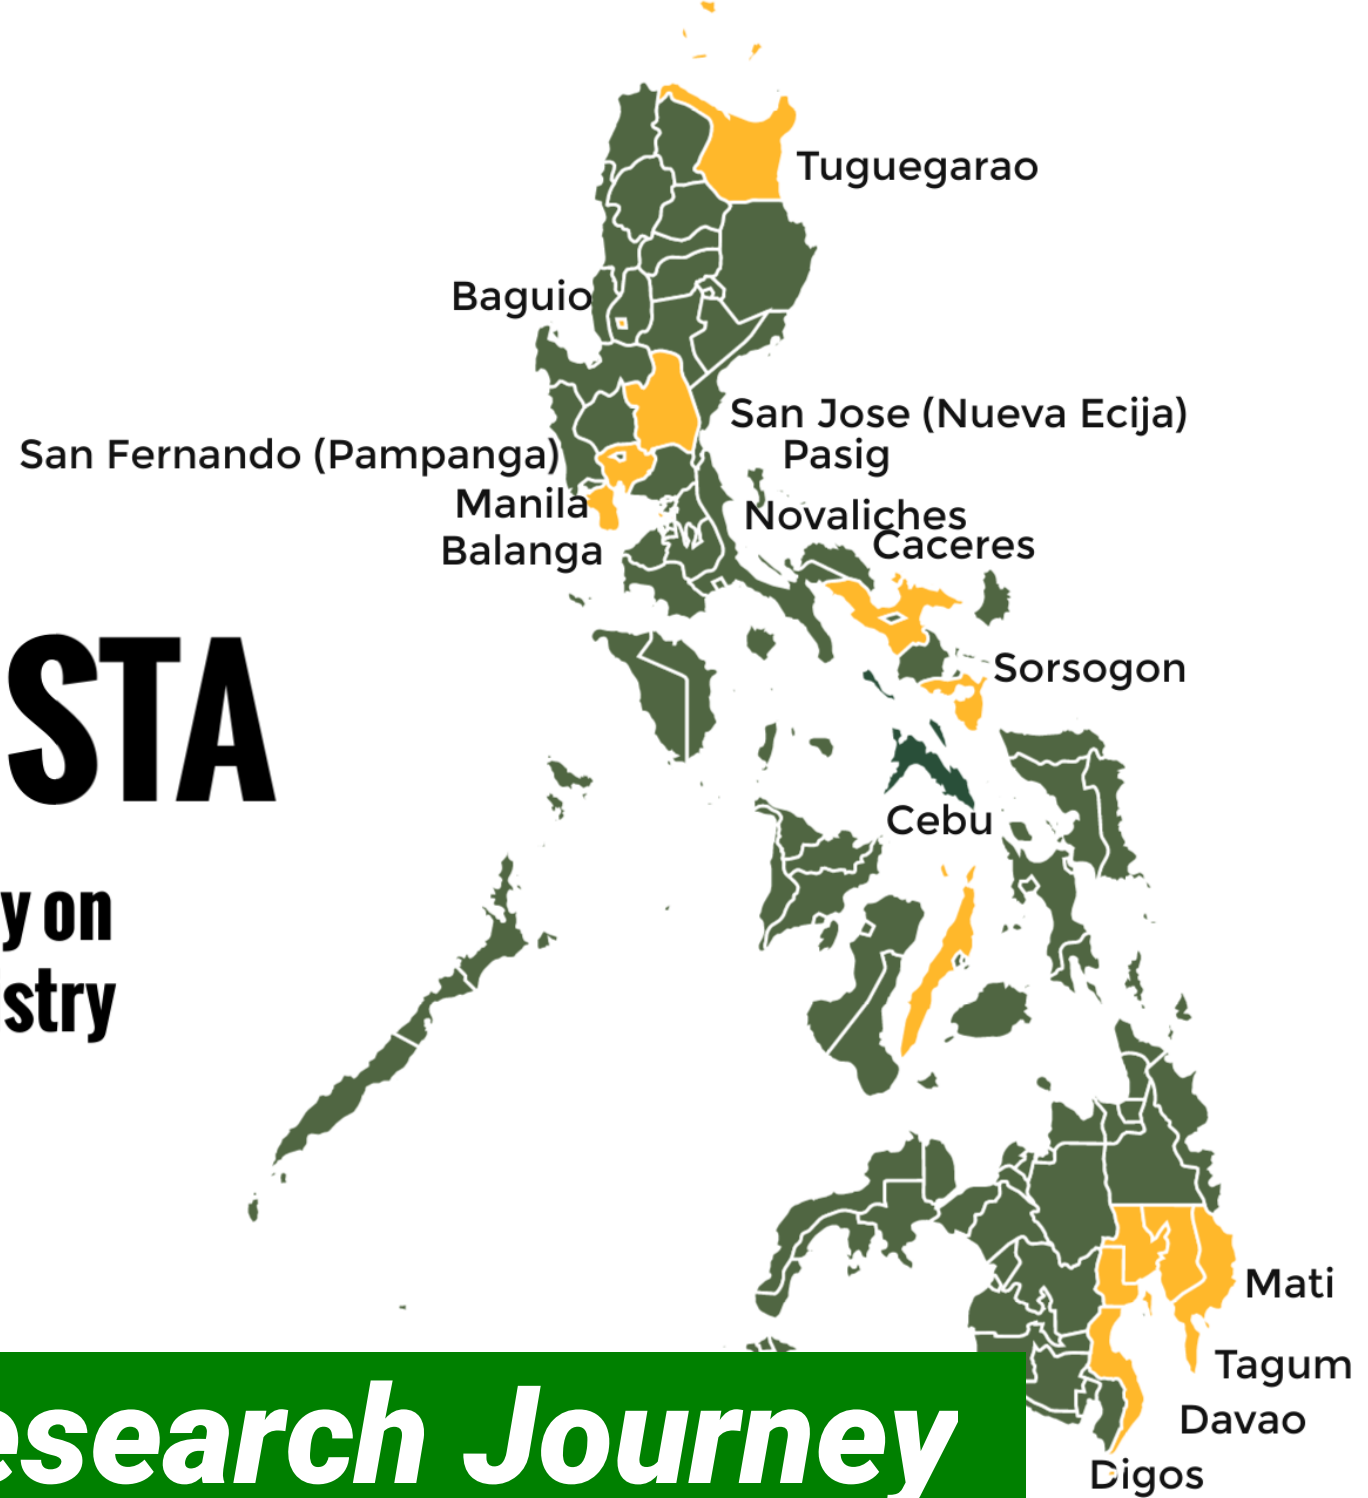 Tuguegarao
Baguio
San Jose (Nueva Ecija)
San Fernando (Pampanga)
Pasig
Manila
Novaliches
Balanga
Caceres
STA
Sorsogon
Cebu
y on
stry
Mati
Tagum
esearch Journey
Davao
Digos